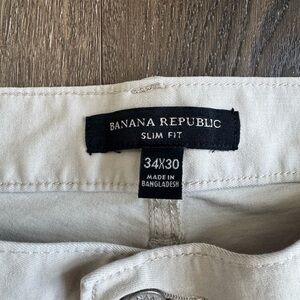 BANANA REPUBLIC
SLIM FIT
34X30
MADE IN
BANGLADESH